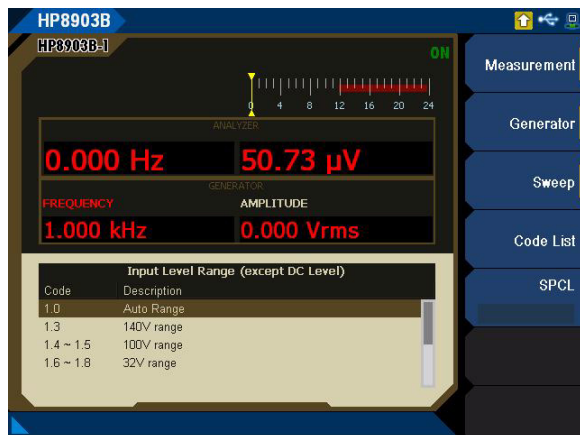 HP8903B
HP8903B-1
ON
0 4 8 12 16 20 24
ANALYZER
0.000 Hz 50.73 µV
GENERATOR
FREQUENCY AMPLITUDE
1.000 kHz 0.000 Vrms
Input Level Range (except DC Level)
Code Description
1.0 Auto Range
1.3 140V range
1.4 ~ 1.5 100V range
1.6 ~ 1.8 32V range
Measurement
Generator
Sweep
Code List
SPCL